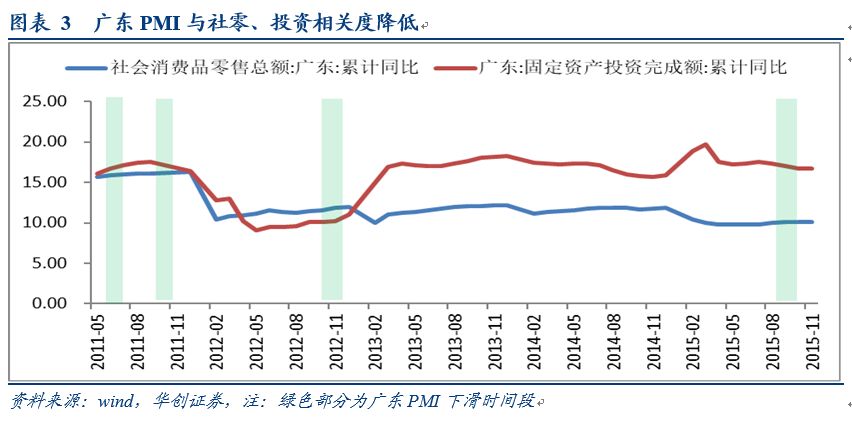 图表 3 广东 PMI 与社零、投资相关度降低
社会消费品零售总额:广东:累计同比 广东:固定资产投资完成额:累计同比
25.00
20.00
15.00
10.00
5.00
0.00
2011-05 2011-08 2011-11 2012-02 2012-05 2012-08 2012-11 2013-02 2013-05 2013-08 2013-11 2014-02 2014-05 2014-08 2014-11 2015-02 2015-05 2015-08 2015-11
资料来源：wind，华创证券，注：绿色部分为广东 PMI 下滑时间段